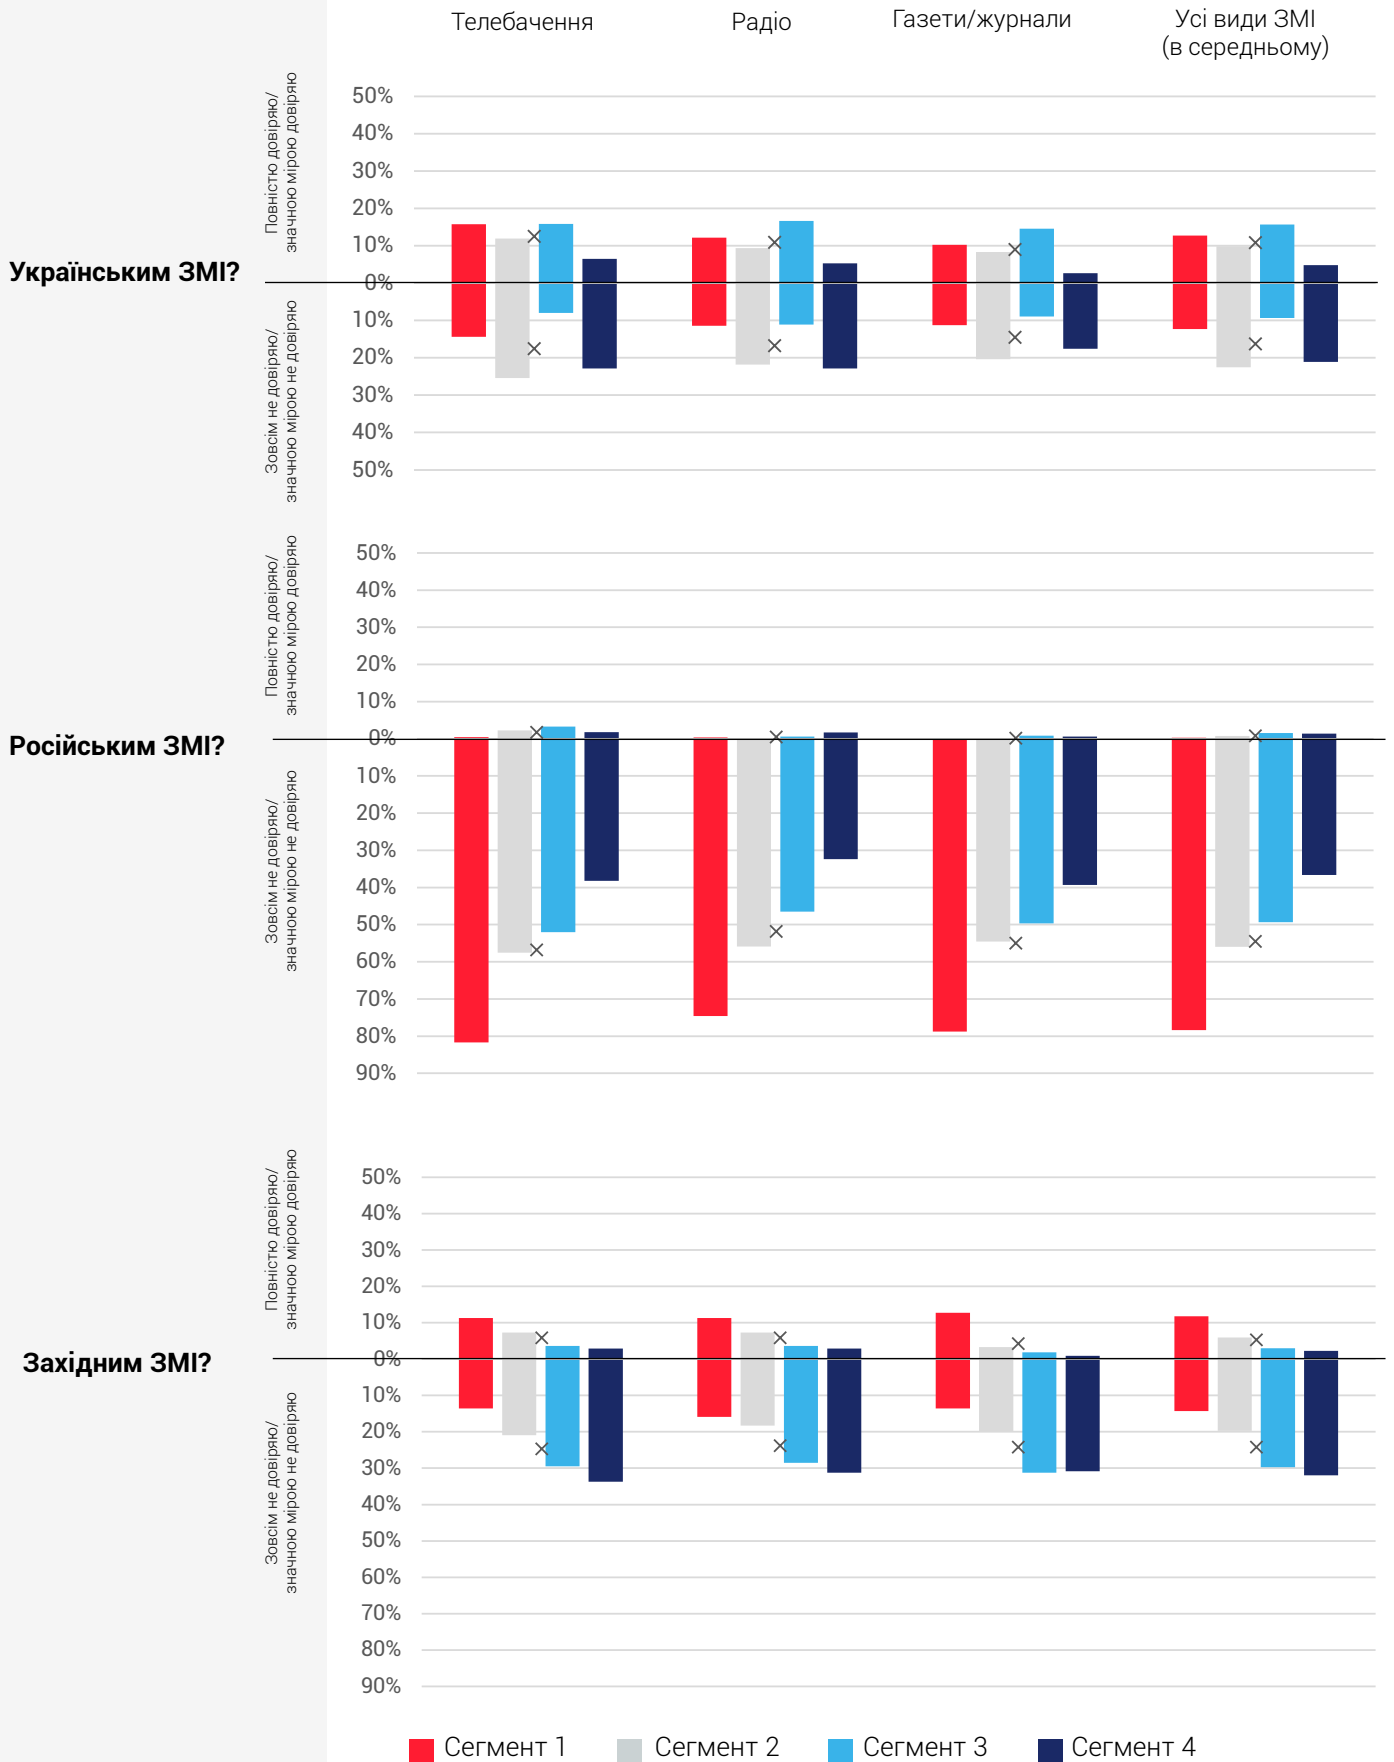 Телебачення
Радіо
Газети/журнали
Усі види ЗМІ
(в середньому)
Українським ЗМІ?
Повністю довіряю/
значною мірою довіряю
Зовсім не довіряю/
значною мірою не довіряю
50%
40%
30%
20%
10%
0%
10%
20%
30%
40%
50%
Російським ЗМІ?
Повністю довіряю/
значною мірою довіряю
Зовсім не довіряю/
значною мірою не довіряю
50%
40%
30%
20%
10%
0%
10%
20%
30%
40%
50%
60%
70%
80%
90%
Західним ЗМІ?
Повністю довіряю/
значною мірою довіряю
Зовсім не довіряю/
значною мірою не довіряю
50%
40%
30%
20%
10%
0%
10%
20%
30%
40%
50%
60%
70%
80%
90%
Сегмент 1
Сегмент 2
Сегмент 3
Сегмент 4